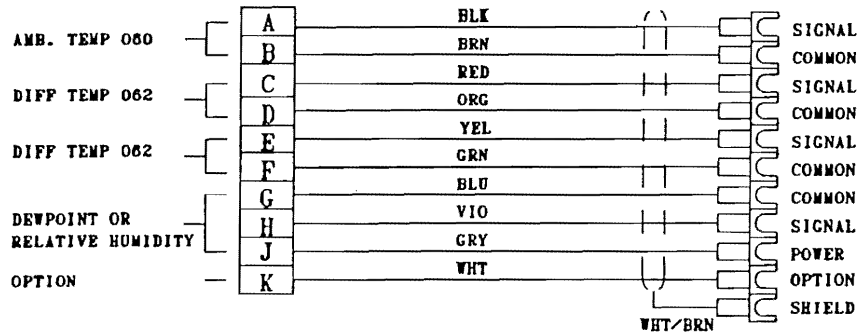 A BLK SIGNAL
AMB. TEMP 060
B BRN COMMON
C RED SIGNAL
DIFF TEMP 062
D ORG COMMON
E YEL SIGNAL
DIFF TEMP 062
F GRN COMMON
G BLU COMMON
DEWPOINT OR
RELATIVE HUMIDITY
H VIO SIGNAL
J GRY POWER
OPTION K WHT OPTION
SHIELD
WHT/BRN